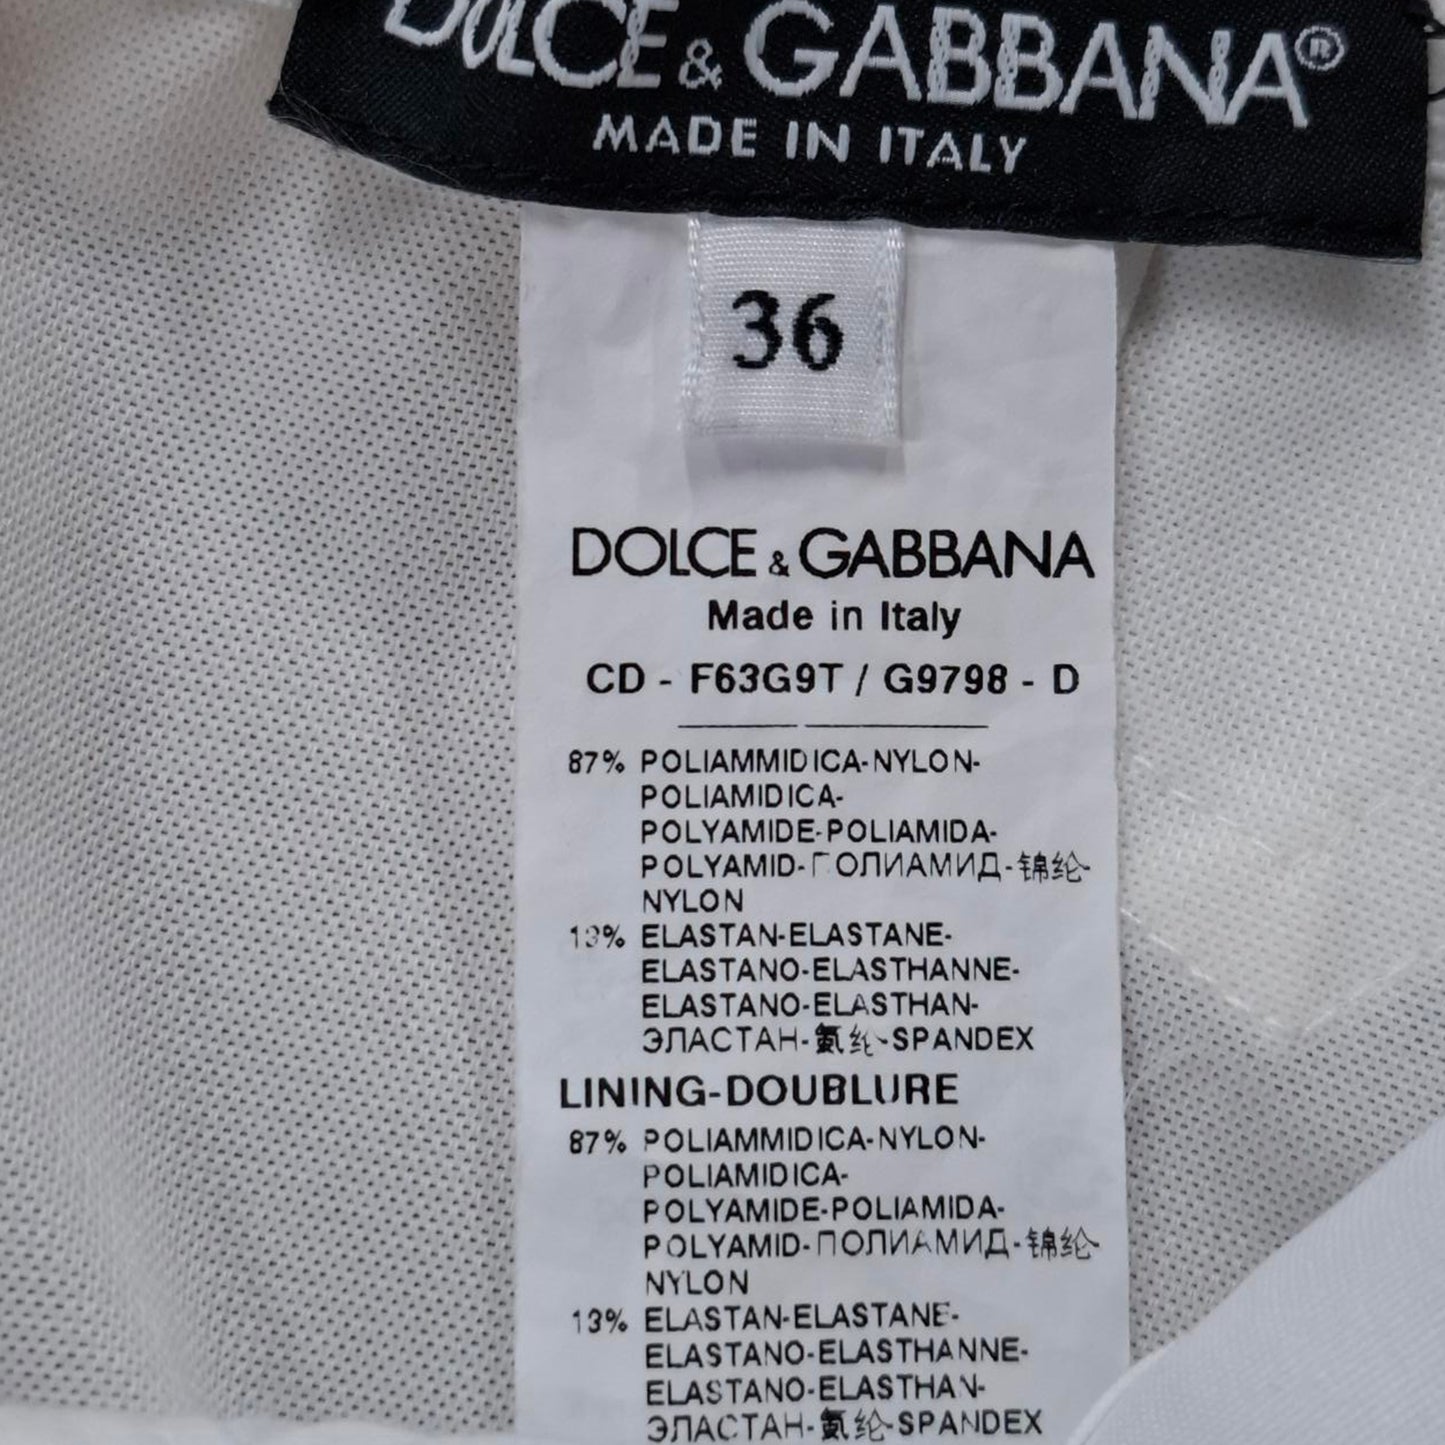 DOLCE & GABBANA®
MADE IN ITALY
36
DOLCE & GABBANA
Made in Italy
CD - F63G9T / G9798 - D
87% POLIAMMIDICA-NYLON-
POLIAMIDICA-
POLYAMIDE-POLIAMIDA-
POLYAMID-ПОЛИАМИД-锦纶-
NYLON
13% ELASTAN-ELASTANE-
ELASTANO-ELASTHANNE-
ELASTANO-ELASTHAN-
ЭЛАСТАН-氨纶-SPANDEX
LINING-DOUBLURE
87% POLIAMMIDICA-NYLON-
POLIAMIDICA-
POLYAMIDE-POLIAMIDA-
POLYAMID-ПОЛИАМИД-锦纶-
NYLON
13% ELASTAN-ELASTANE-
ELASTANO-ELASTHANNE-
ELASTANO-ELASTHAN-
ЭЛАСТАН-氨纶-SPANDEX